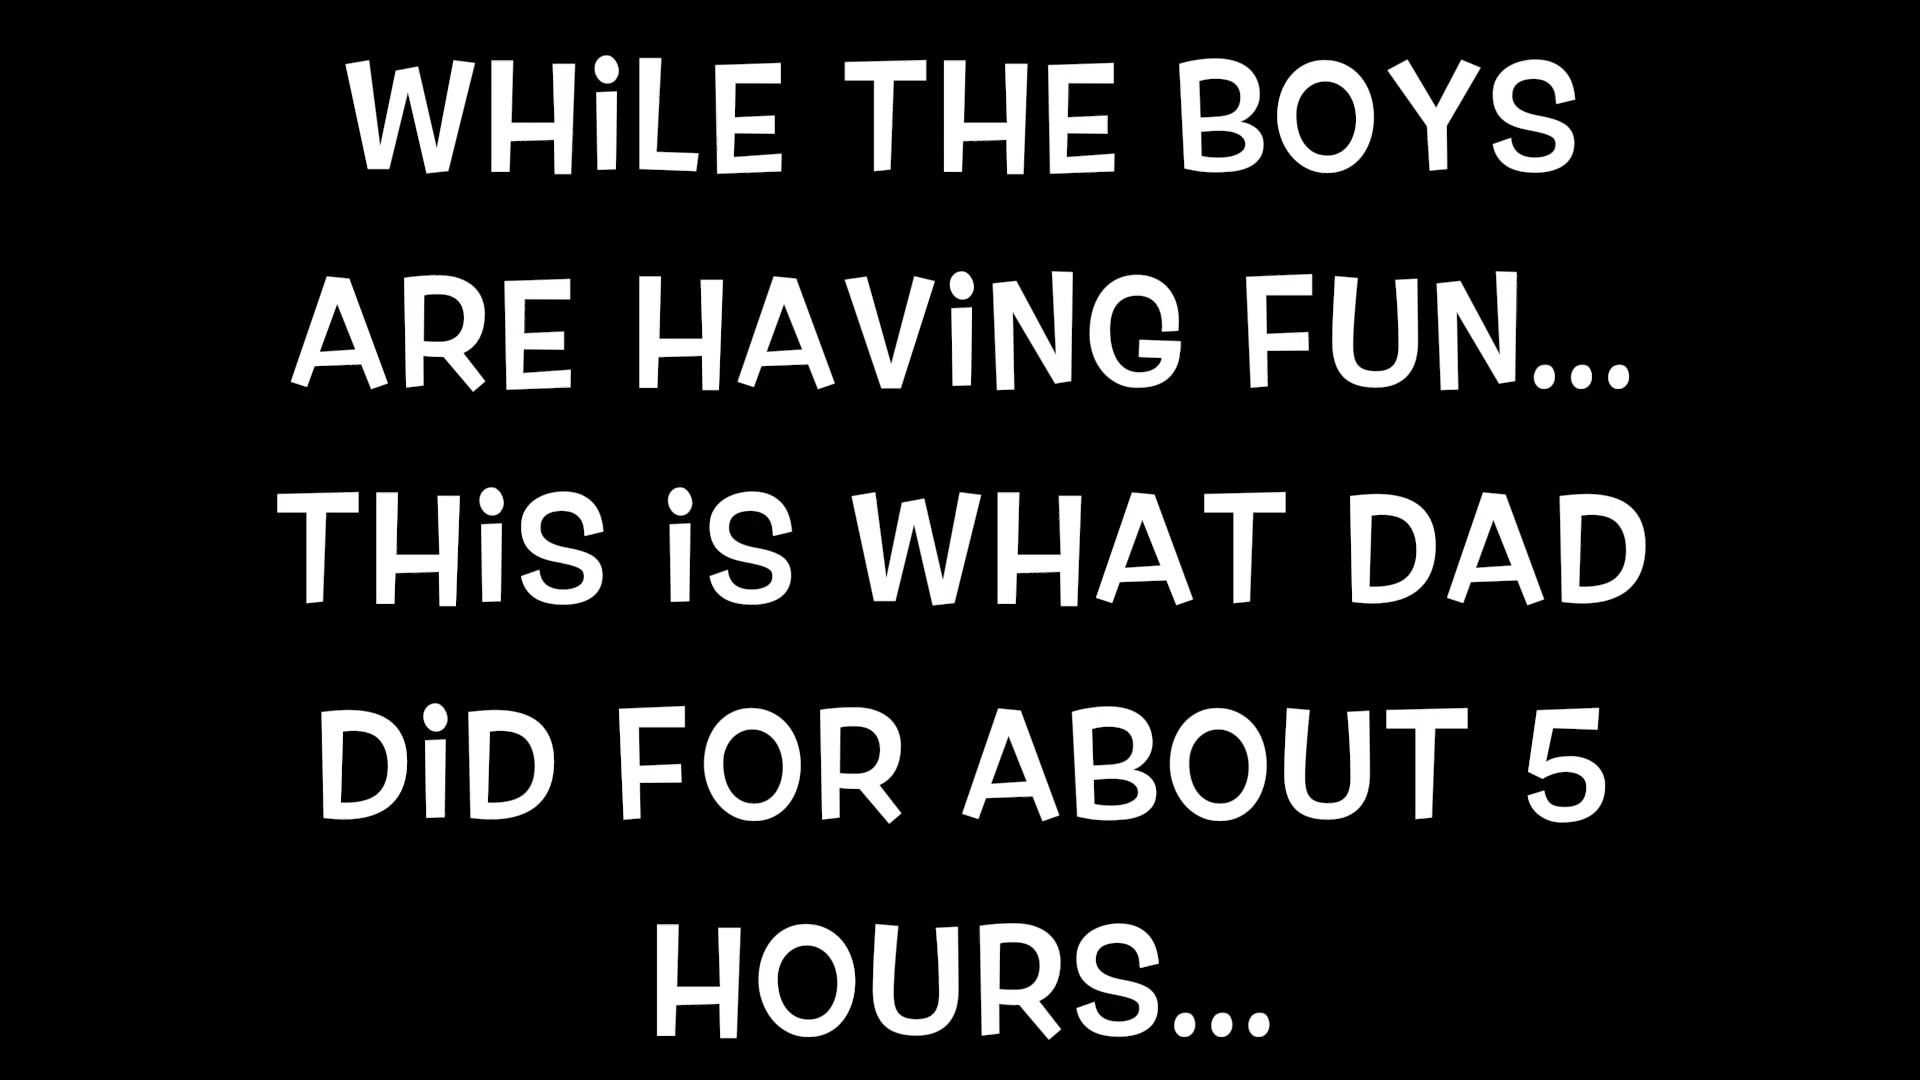 WHiLE THE BOYS
ARE HAViNG FUN...
THiS iS WHAT DAD
DiD FOR ABOUT 5
HOURS...